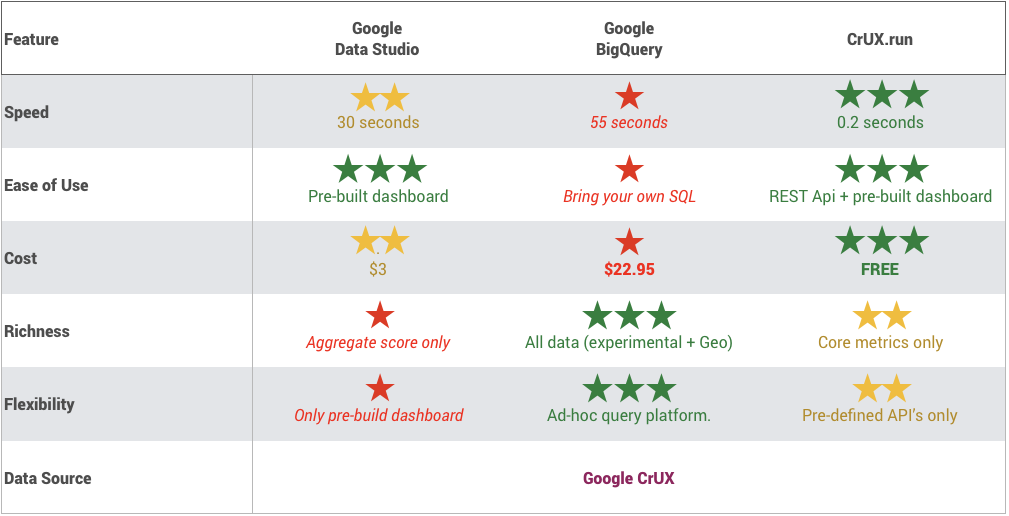 Feature
Google
Data Studio
Google
BigQuery
CrUX.run
Speed
30 seconds
55 seconds
0.2 seconds
Ease of Use
Pre-built dashboard
Bring your own SQL
REST Api + pre-built dashboard
Cost
$3
$22.95
FREE
Richness
Aggregate score only
All data (experimental + Geo)
Core metrics only
Flexibility
Only pre-build dashboard
Ad-hoc query platform.
Pre-defined API's only
Data Source
Google CrUX